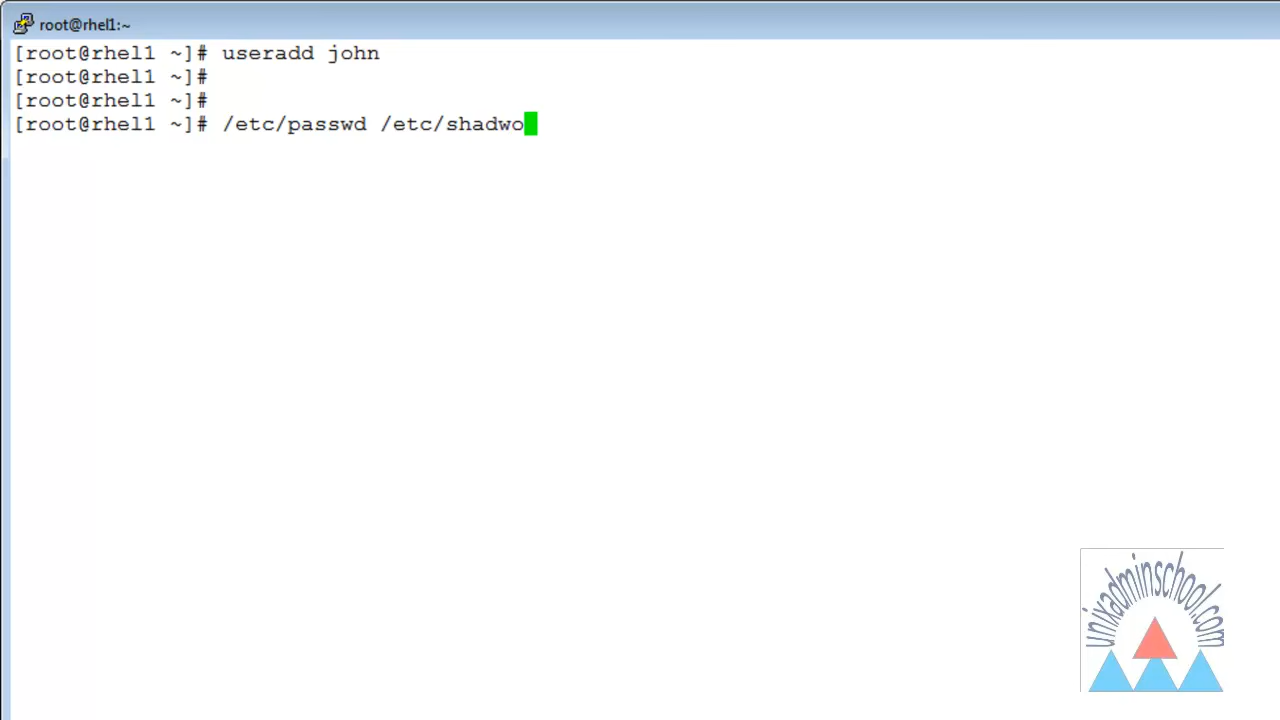 root@rhel1:~
[root@rhel1 ~]# useradd john
[root@rhel1 ~]#
[root@rhel1 ~]#
[root@rhel1 ~]# /etc/passwd /etc/shadwo
unixadminschool.com